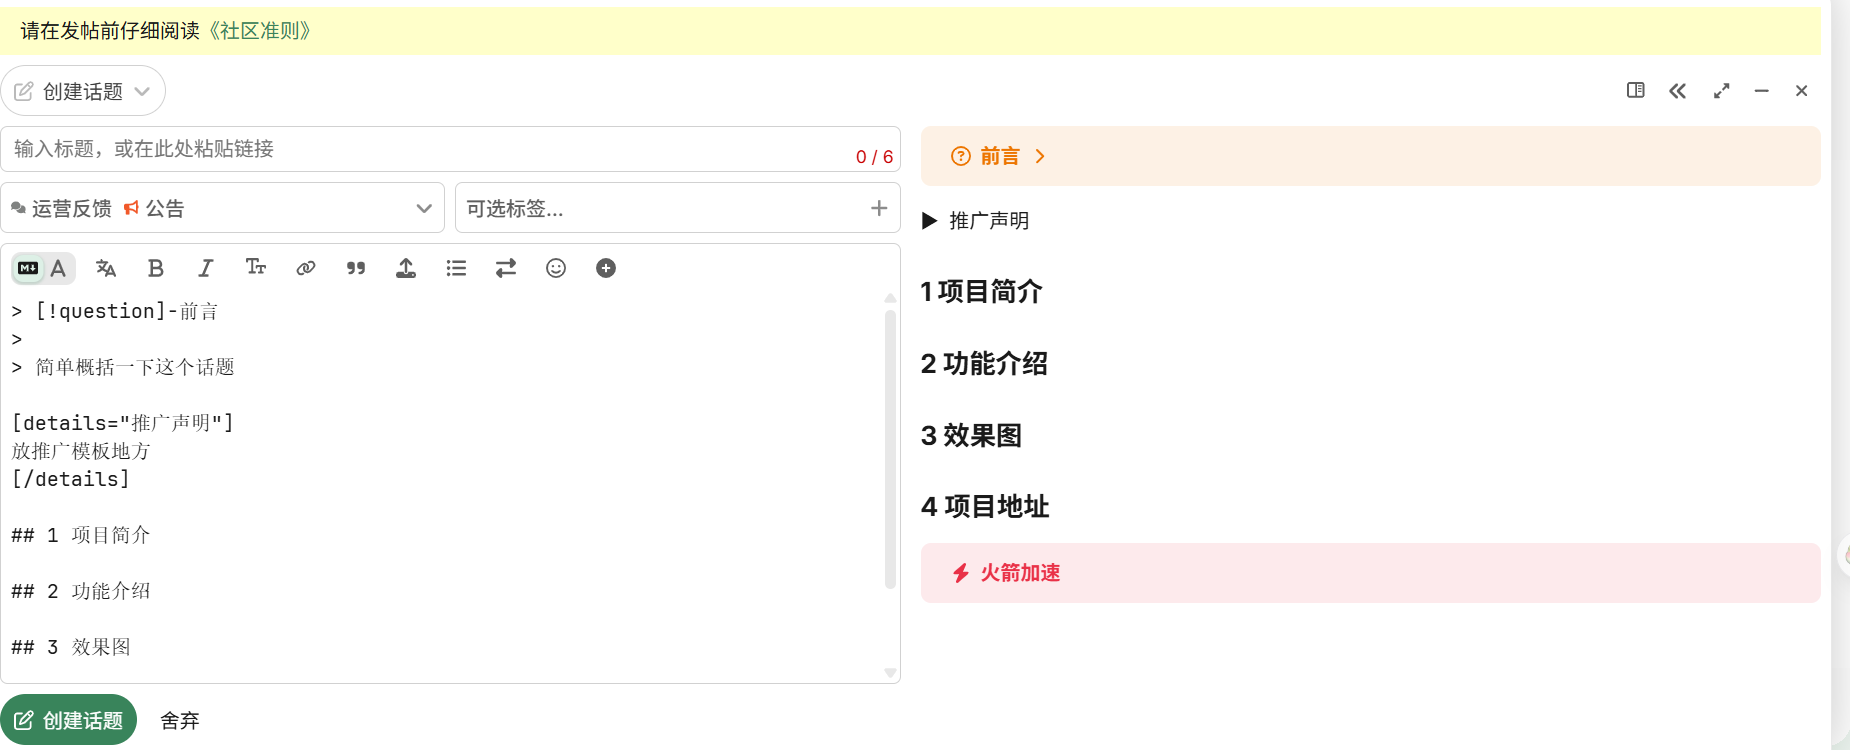 请在发帖前仔细阅读《社区准则》
创建话题
输入标题，或在此处粘贴链接
0 / 6
运营反馈 公告
可选标签...
M↓ A
> [!question]-前言
>
> 简单概括一下这个话题
[details="推广声明"]
放推广模板地方
[/details]
## 1 项目简介
## 2 功能介绍
## 3 效果图
创建话题 舍弃
前言
推广声明
1 项目简介
2 功能介绍
3 效果图
4 项目地址
火箭加速